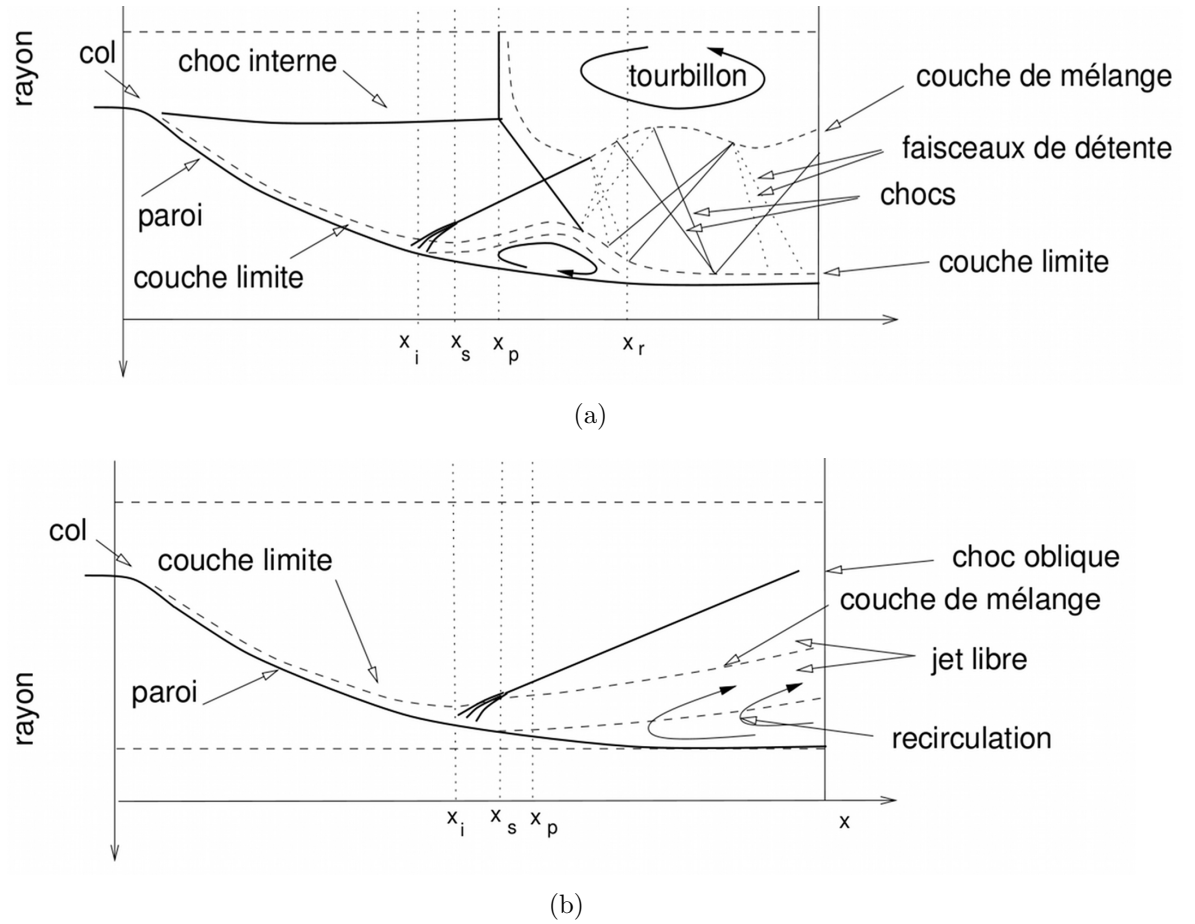 rayon
col
choc interne
tourbillon
couche de mélange
faisceaux de détente
chocs
paroi
couche limite
couche limite
x i
x s
x p
x r
(a)
rayon
col
couche limite
choc oblique
couche de mélange
jet libre
paroi
recirculation
x i
x s
x p
x
(b)